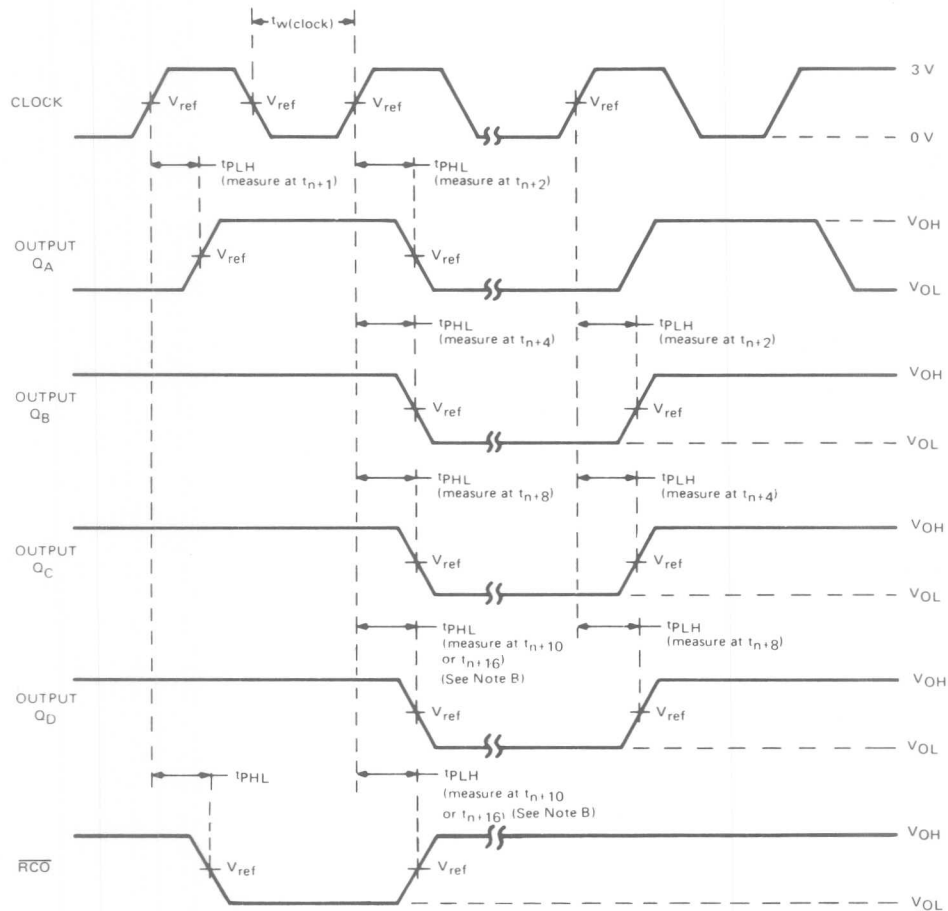 tw(clock)
3 V
CLOCK
Vref
Vref
Vref
Vref
0 V
tPLH
(measure at tn+1)
tPHL
(measure at tn+2)
VOH
OUTPUT
QA
Vref
Vref
VOL
tPHL
(measure at tn+4)
tPLH
(measure at tn+2)
VOH
OUTPUT
QB
Vref
Vref
VOL
tPHL
(measure at tn+8)
tPLH
(measure at tn+4)
VOH
OUTPUT
QC
Vref
Vref
VOL
tPHL
(measure at tn+10
or tn+16)
(See Note B)
tPLH
(measure at tn+8)
VOH
OUTPUT
QD
Vref
Vref
VOL
tPHL
tPLH
(measure at tn+10
or tn+16) (See Note B)
VOH
RCO
Vref
Vref
VOL